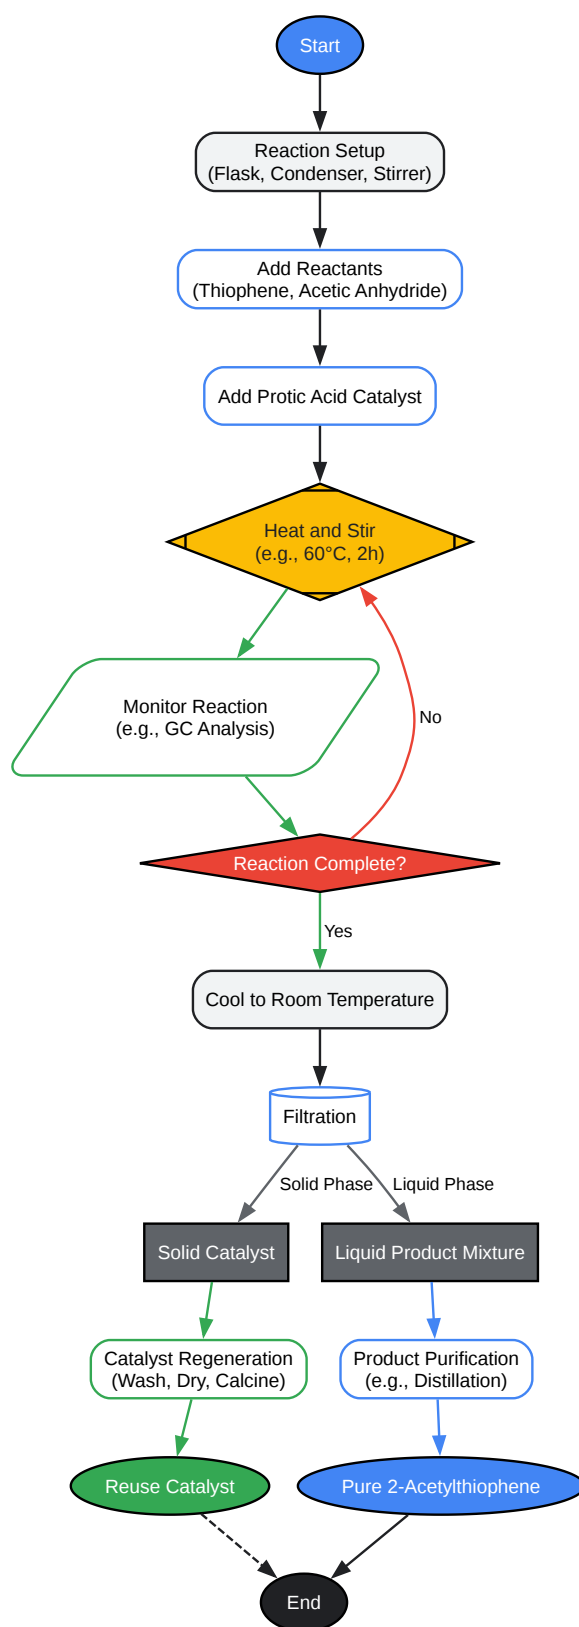 Start
Reaction Setup
(Flask, Condenser, Stirrer)
Add Reactants
(Thiophene, Acetic Anhydride)
Add Protic Acid Catalyst
Heat and Stir
(e.g., 60°C, 2h)
Monitor Reaction
(e.g., GC Analysis)
No
Reaction Complete?
Yes
Cool to Room Temperature
Filtration
Solid Phase
Liquid Phase
Solid Catalyst
Liquid Product Mixture
Catalyst Regeneration
(Wash, Dry, Calcine)
Product Purification
(e.g., Distillation)
Reuse Catalyst
Pure 2-Acetylthiophene
End